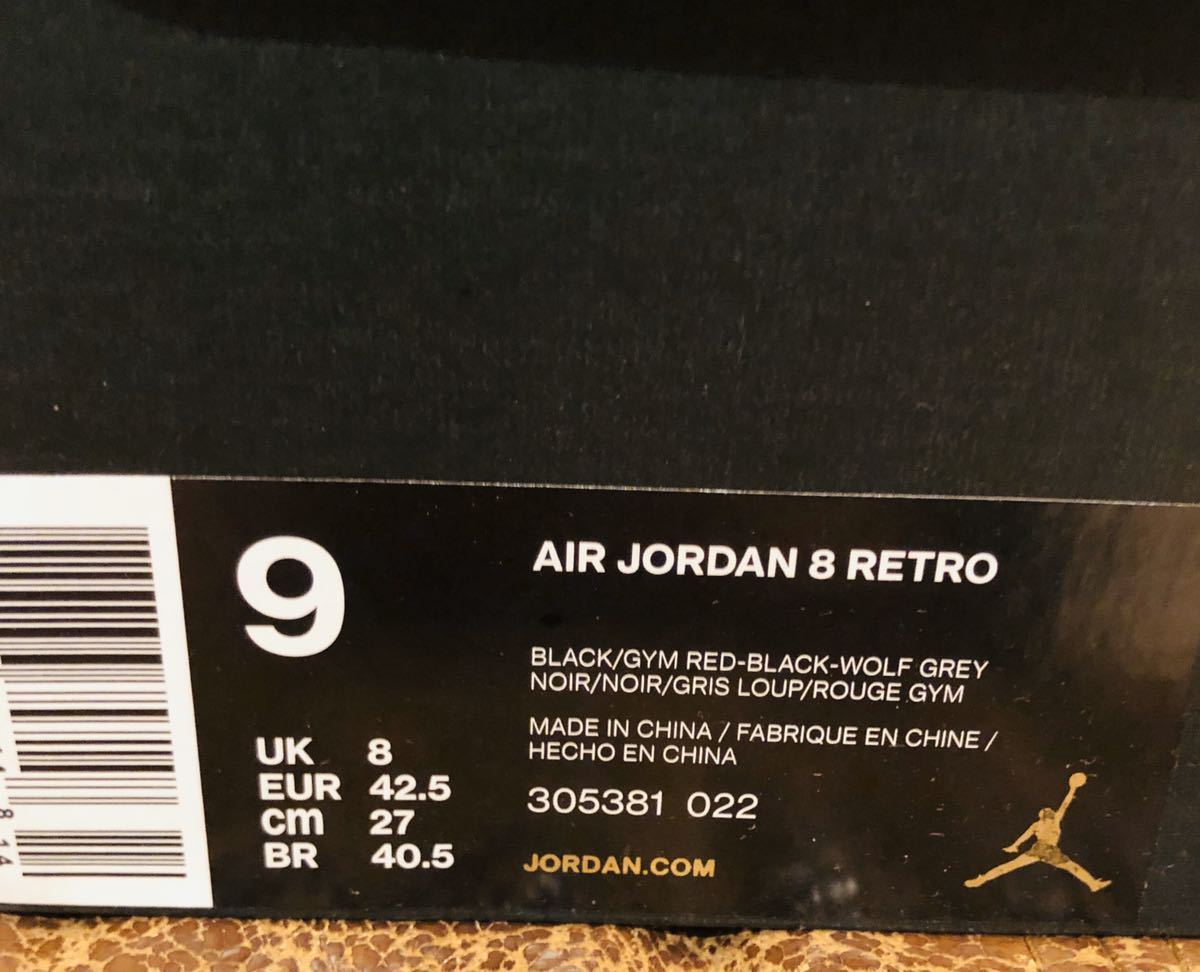 9
UK 8
EUR 42.5
cm 27
BR 40.5
AIR JORDAN 8 RETRO
BLACK/GYM RED-BLACK-WOLF GREY
NOIR/NOIR/GRIS LOUP/ROUGE GYM
MADE IN CHINA / FABRIQUE EN CHINE /
HECHO EN CHINA
305381 022
JORDAN.COM